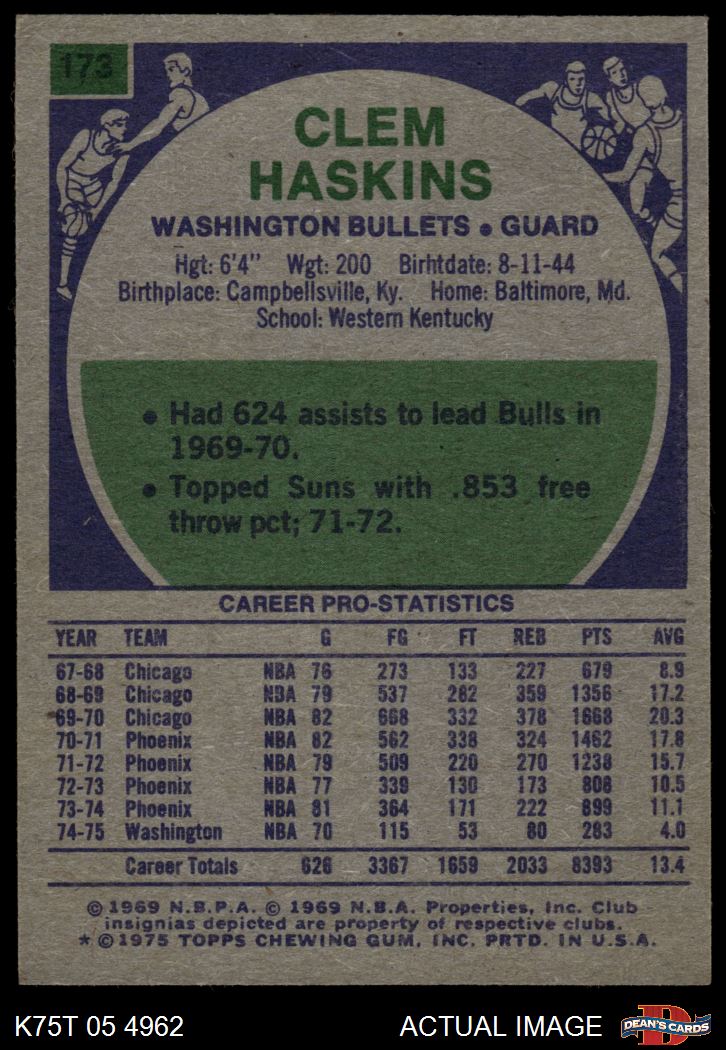 173
CLEM
HASKINS
WASHINGTON BULLETS • GUARD
Hgt: 6'4" Wgt: 200 Birhtdate: 8-11-44
Birthplace: Campbellsville, Ky. Home: Baltimore, Md.
School: Western Kentucky
• Had 624 assists to lead Bulls in
1969-70.
• Topped Suns with .853 free
throw pct; 71-72.
CAREER PRO-STATISTICS
YEAR TEAM G FG FT REB PTS AVG
67-68 Chicago NBA 76 273 133 227 679 8.9
68-69 Chicago NBA 79 537 282 359 1356 17.2
69-70 Chicago NBA 82 668 332 378 1668 20.3
70-71 Phoenix NBA 82 562 338 324 1462 17.8
71-72 Phoenix NBA 79 509 220 270 1238 15.7
72-73 Phoenix NBA 77 339 130 173 808 10.5
73-74 Phoenix NBA 81 364 171 222 899 11.1
74-75 Washington NBA 70 115 53 80 283 4.0
Career Totals 626 3367 1659 2033 8393 13.4
© 1969 N.B.P.A. © 1969 N.B.A. Properties, Inc. Club
insignias depicted are property of respective clubs.
* © 1975 TOPPS CHEWING GUM, INC. PRTD. IN U.S.A.
K75T 05 4962 ACTUAL IMAGE
D
DEAN'S CARDS